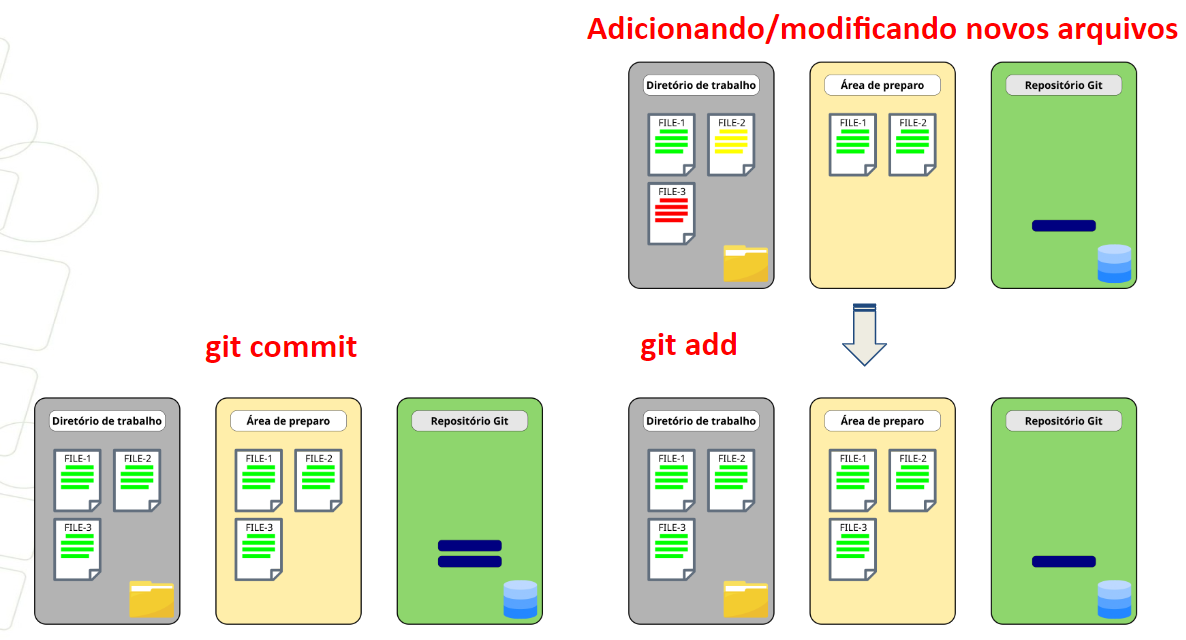 Adicionando/modificando novos arquivos
Diretório de trabalho
FILE-1 FILE-2
FILE-3
Área de preparo
FILE-1 FILE-2
Repositório Git
git add
Diretório de trabalho
FILE-1 FILE-2
FILE-3
Área de preparo
FILE-1 FILE-2
FILE-3
Repositório Git
git commit
Diretório de trabalho
FILE-1 FILE-2
FILE-3
Área de preparo
FILE-1 FILE-2
FILE-3
Repositório Git